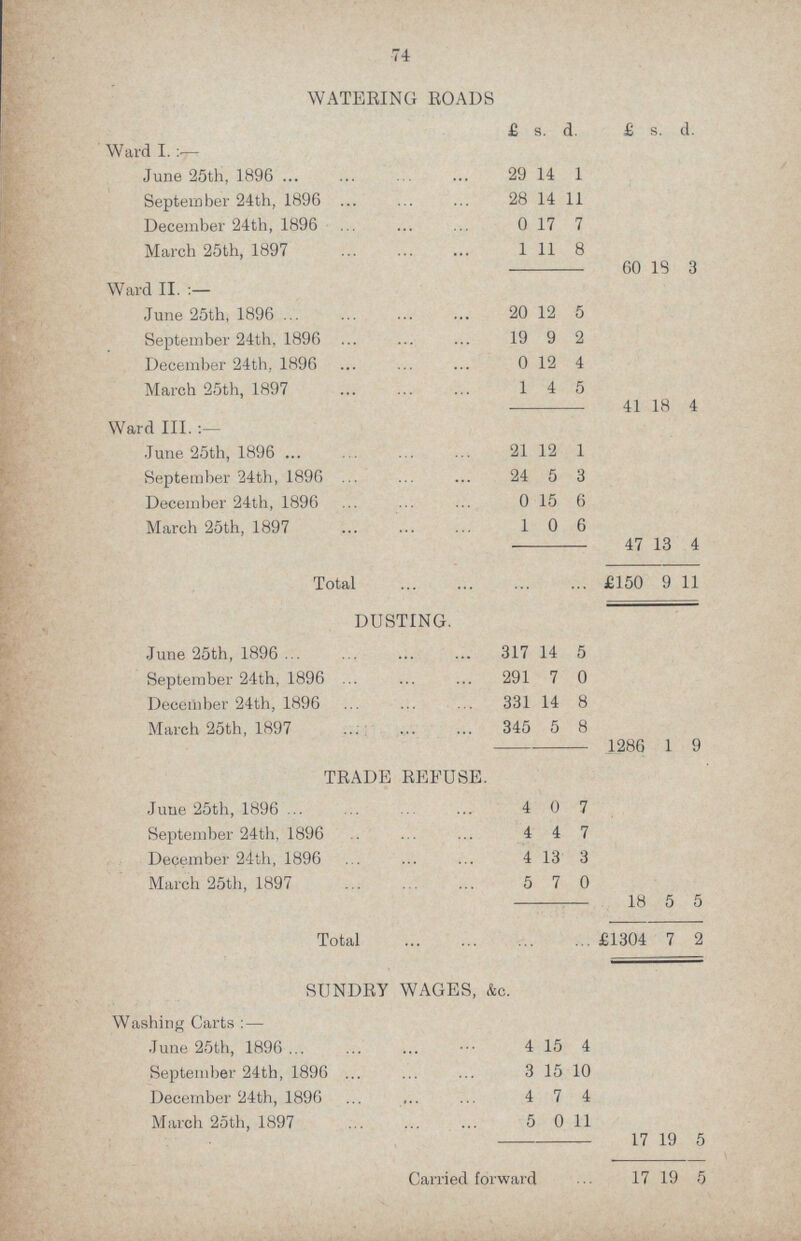 74
WATERING ROADS
£ s. d. £ s. d.
Ward I. :—
June 25th, 1896 ... ... ... ... 29 14 1
September 24th, 1896 ... ... ... 28 14 11
December 24th, 1896 ... ... ... 0 17 7
March 25th, 1897 ... ... ... 1 11 8
60 18 3
Ward II. :—
June 25th, 1896 ... ... ... ... 20 12 5
September 24th, 1896 ... ... ... 19 9 2
December 24th, 1896 ... ... ... 0 12 4
March 25th, 1897 ... ... ... 1 4 5
41 18 4
Ward III. :—
June 25th, 1896 ... ... ... ... 21 12 1
September 24th, 1896 ... ... ... 24 5 3
December 24th, 1896 ... ... ... 0 15 6
March 25th, 1897 ... ... ... 1 0 6
47 13 4
Total ... ... ... ... £150 9 11
DUSTING.
June 25th, 1896 ... ... ... ... 317 14 5
September 24th, 1896 ... ... ... 291 7 0
December 24th, 1896 ... ... ... 331 14 8
March 25th, 1897 ... ... ... 345 5 8
1286 1 9
TRADE REFUSE.
June 25th, 1896 ... ... ... ... 4 0 7
September 24th, 1896 .. ... ... 4 4 7
December 24th, 1896 ... ... ... 4 13 3
March 25th, 1897 ... ... ... 5 7 0
18 5 5
Total ... ... ... ... £1304 7 2
SUNDRY WAGES, &c.
Washing Carts :—
June 25th, 1896 ... ... ... ... 4 15 4
September 24th, 1896 ... ... ... 3 15 10
December 24th, 1896 ... ... ... 4 7 4
March 25th, 1897 ... ... ... 5 0 11
17 19 5
Carried forward ... 17 19 5